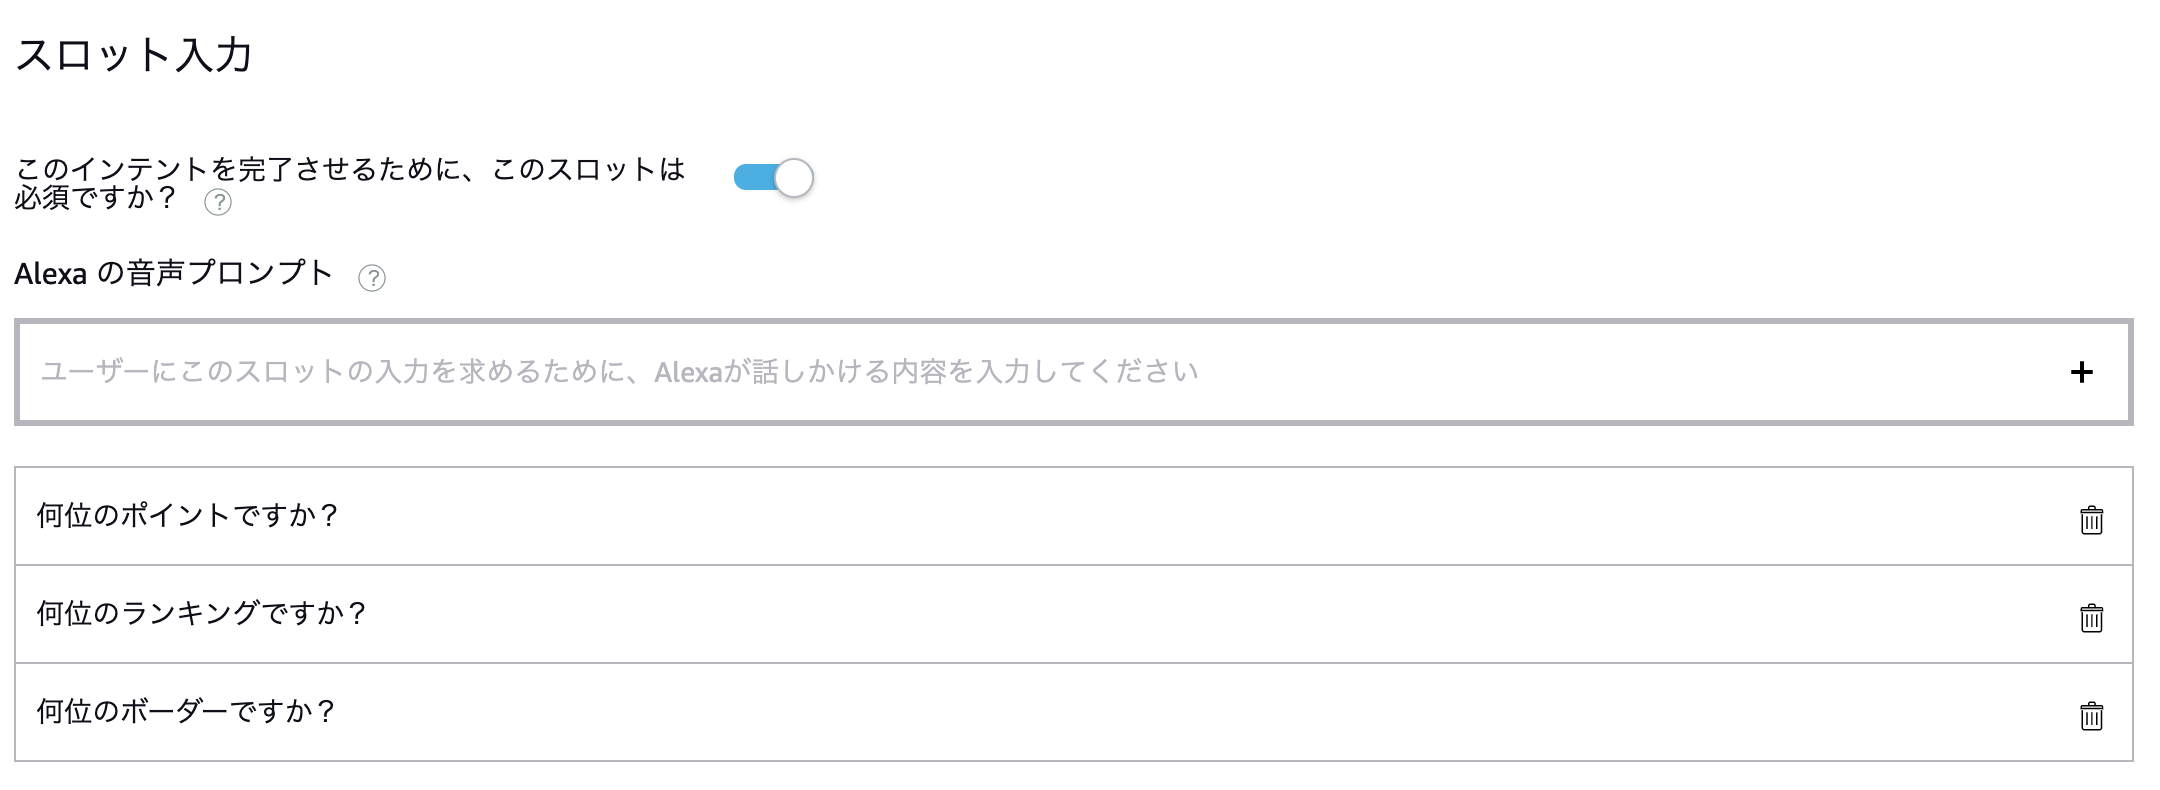 スロット入力
このインテントを完了させるために、このスロットは
必須ですか？ ?
Alexa の音声プロンプト ?
ユーザーにこのスロットの入力を求めるために、Alexaが話しかける内容を入力してください +
何位のポイントですか？
何位のランキングですか？
何位のボーダーですか？